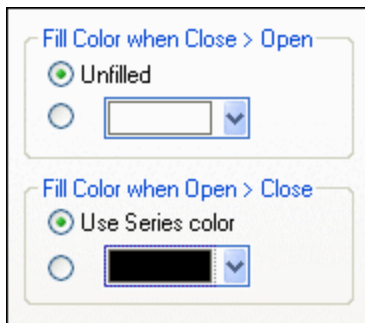 Fill Color when Close > Open
Unfilled
Fill Color when Open > Close
Use Series color